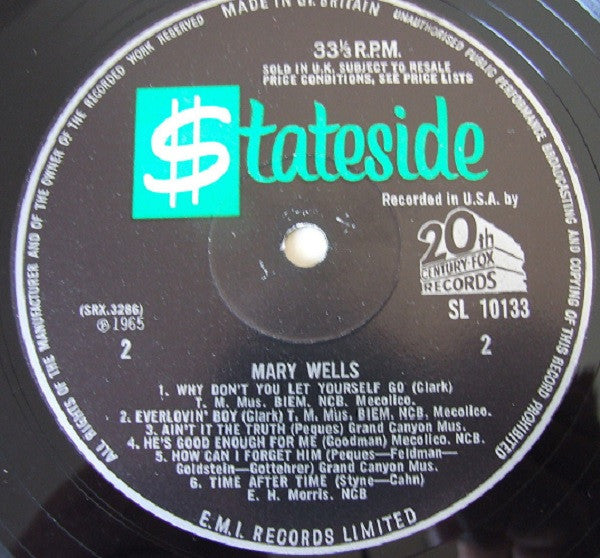 MADE IN GT. BRITAIN
ALL RIGHTS OF THE MANUFACTURER AND OF THE OWNER OF THE RECORDED WORK RESERVED
UNAUTHORISED PUBLIC PERFORMANCE BROADCASTING AND COPYING OF THIS RECORD PROHIBITED
33⅓ R.P.M.
SOLD IN U.K. SUBJECT TO RESALE
PRICE CONDITIONS, SEE PRICE LISTS
$tateside
Recorded in U.S.A. by
20th
CENTURY-FOX
RECORDS
(SRX.3286)
℗ 1965
SL 10133
2
2
MARY WELLS
1. WHY DON'T YOU LET YOURSELF GO (Clark)
T. M. Mus. BIEM. NCB. Mecolico.
2. EVERLOVIN' BOY (Clark) T. M. Mus. BIEM. NCB. Mecolico.
3. AIN'T IT THE TRUTH (Peques) Grand Canyon Mus.
4. HE'S GOOD ENOUGH FOR ME (Goodman) Mecolico. NCB.
5. HOW CAN I FORGET HIM (Peques—Feldman—
Goldstein—Gottehrer) Grand Canyon Mus.
6. TIME AFTER TIME (Styne—Cahn)
E. H. Morris. NCB
E.M.I. RECORDS LIMITED